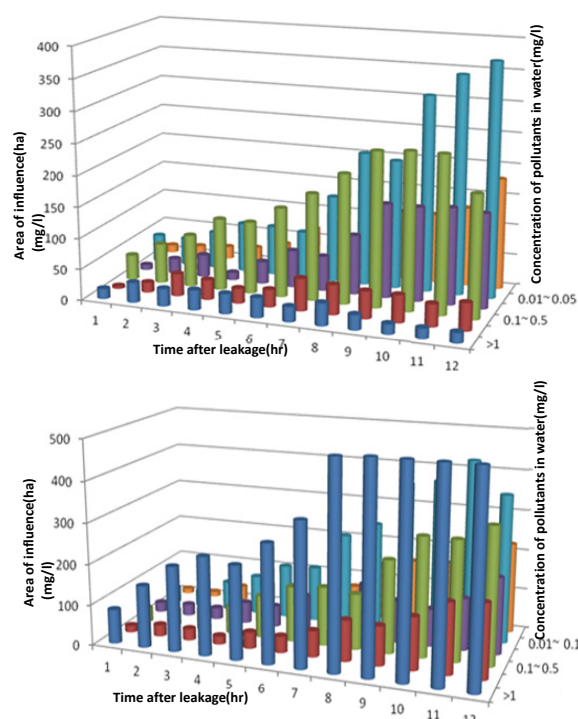 400
350
300
250
200
150
100
50
0
Area of influence(ha)
(mg/l)
1 2 3 4 5 6 7 8 9 10 11 12
Time after leakage(hr)
Concentration of pollutants in water(mg/l)
0.01~0.05
0.1~0.5
>1
500
400
300
200
100
0
Area of influence(ha)
(mg/l)
1 2 3 4 5 6 7 8 9 10 11 12
Time after leakage(hr)
Concentration of pollutants in water(mg/l)
0.1~0.5
>1